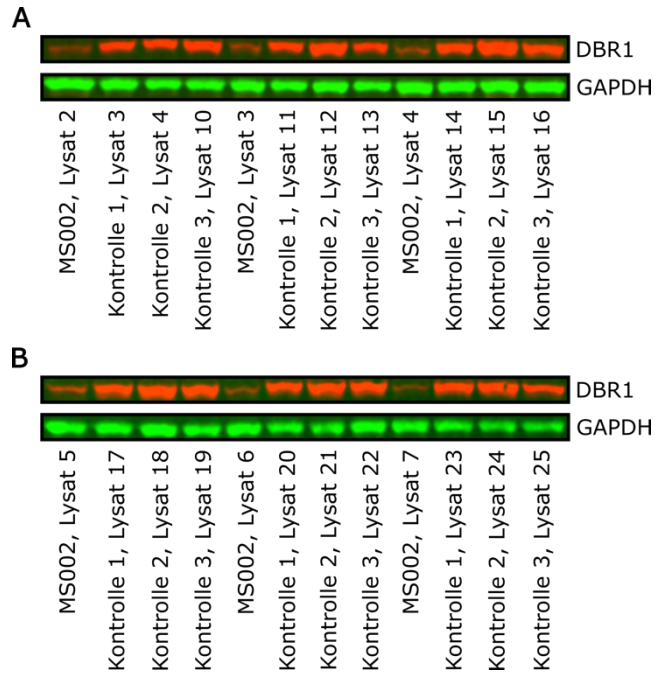 A
DBR1
GAPDH
MS002, Lysat 2
Kontrolle 1, Lysat 3
Kontrolle 2, Lysat 4
Kontrolle 3, Lysat 10
MS002, Lysat 3
Kontrolle 1, Lysat 11
Kontrolle 2, Lysat 12
Kontrolle 3, Lysat 13
MS002, Lysat 4
Kontrolle 1, Lysat 14
Kontrolle 2, Lysat 15
Kontrolle 3, Lysat 16
B
DBR1
GAPDH
MS002, Lysat 5
Kontrolle 1, Lysat 17
Kontrolle 2, Lysat 18
Kontrolle 3, Lysat 19
MS002, Lysat 6
Kontrolle 1, Lysat 20
Kontrolle 2, Lysat 21
Kontrolle 3, Lysat 22
MS002, Lysat 7
Kontrolle 1, Lysat 23
Kontrolle 2, Lysat 24
Kontrolle 3, Lysat 25